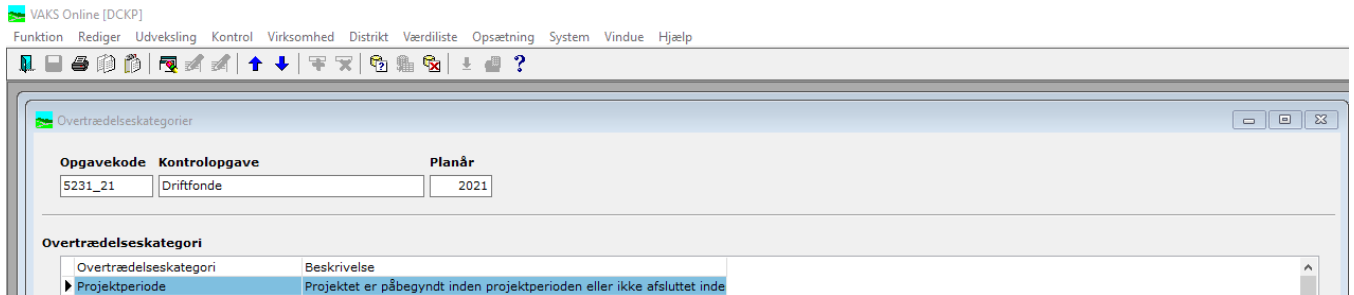 VAKS Online [DCKP]
Funktion Rediger Udveksling Kontrol Virksomhed Distrikt Værdiliste Opsætning System Vindue Hjælp
Overtrædelseskategorier
Opgavekode Kontrolopgave Planår
5231_21 Driftfonde 2021
Overtrædelseskategori
Overtrædelseskategori Beskrivelse
Projektperiode Projektet er påbegyndt inden projektperioden eller ikke afsluttet inde